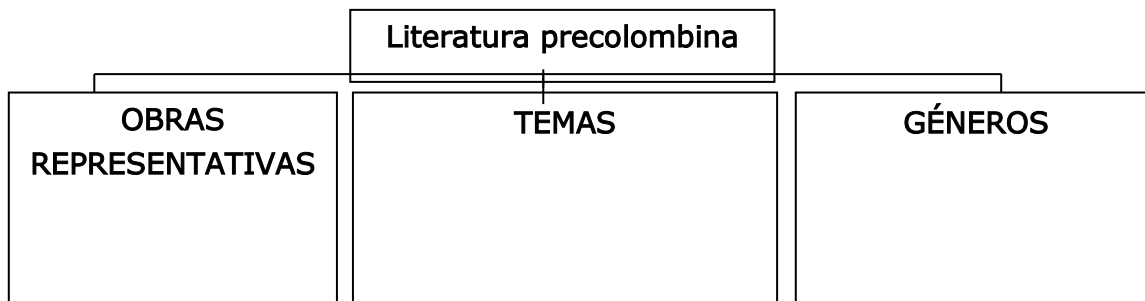 Literatura precolombina
OBRAS
REPRESENTATIVAS
TEMAS
GÉNEROS